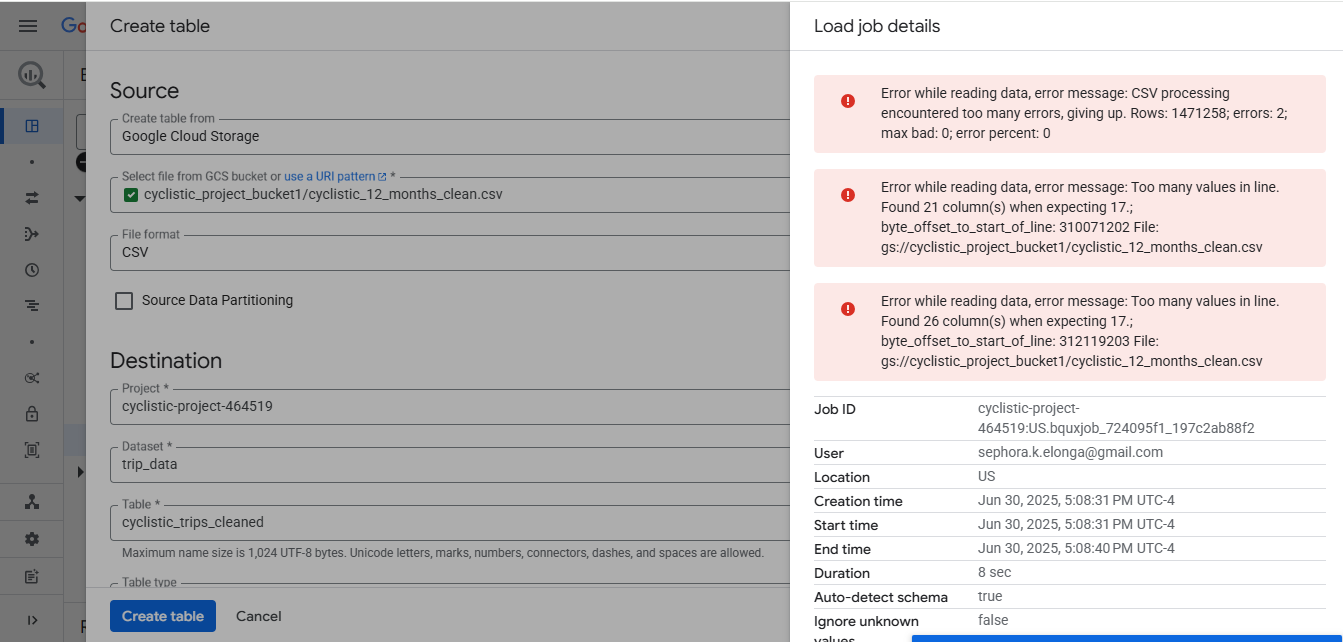 Go
Create table
Load job details
Source
Create table from
Google Cloud Storage
Select file from GCS bucket or use a URI pattern *
cyclistic_project_bucket1/cyclistic_12_months_clean.csv
File format
CSV
Source Data Partitioning
Destination
Project *
cyclistic-project-464519
Dataset *
trip_data
Table *
cyclistic_trips_cleaned
Maximum name size is 1,024 UTF-8 bytes. Unicode letters, marks, numbers, connectors, dashes, and spaces are allowed.
Table type
Create table
Cancel
Error while reading data, error message: CSV processing
encountered too many errors, giving up. Rows: 1471258; errors: 2;
max bad: 0; error percent: 0
Error while reading data, error message: Too many values in line.
Found 21 column(s) when expecting 17.;
byte_offset_to_start_of_line: 310071202 File:
gs://cyclistic_project_bucket1/cyclistic_12_months_clean.csv
Error while reading data, error message: Too many values in line.
Found 26 column(s) when expecting 17.;
byte_offset_to_start_of_line: 312119203 File:
gs://cyclistic_project_bucket1/cyclistic_12_months_clean.csv
Job ID cyclistic-project-
464519:US.bquxjob_724095f1_197c2ab88f2
User sephora.k.elonga@gmail.com
Location US
Creation time Jun 30, 2025, 5:08:31 PM UTC-4
Start time Jun 30, 2025, 5:08:31 PM UTC-4
End time Jun 30, 2025, 5:08:40 PM UTC-4
Duration 8 sec
Auto-detect schema true
Ignore unknown false
values